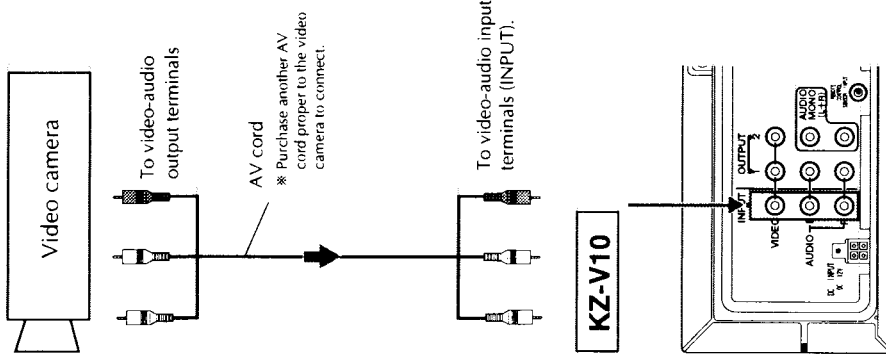 Video camera
To video-audio
output terminals
AV cord
※ Purchase another AV
cord proper to the video
camera to connect.
To video-audio input
terminals (INPUT).
KZ-V10
INPUT
OUTPUT
1
2
VIDEO
AUDIO
AUDIO
MONO
(L+R)
DC INPUT
DC 12V